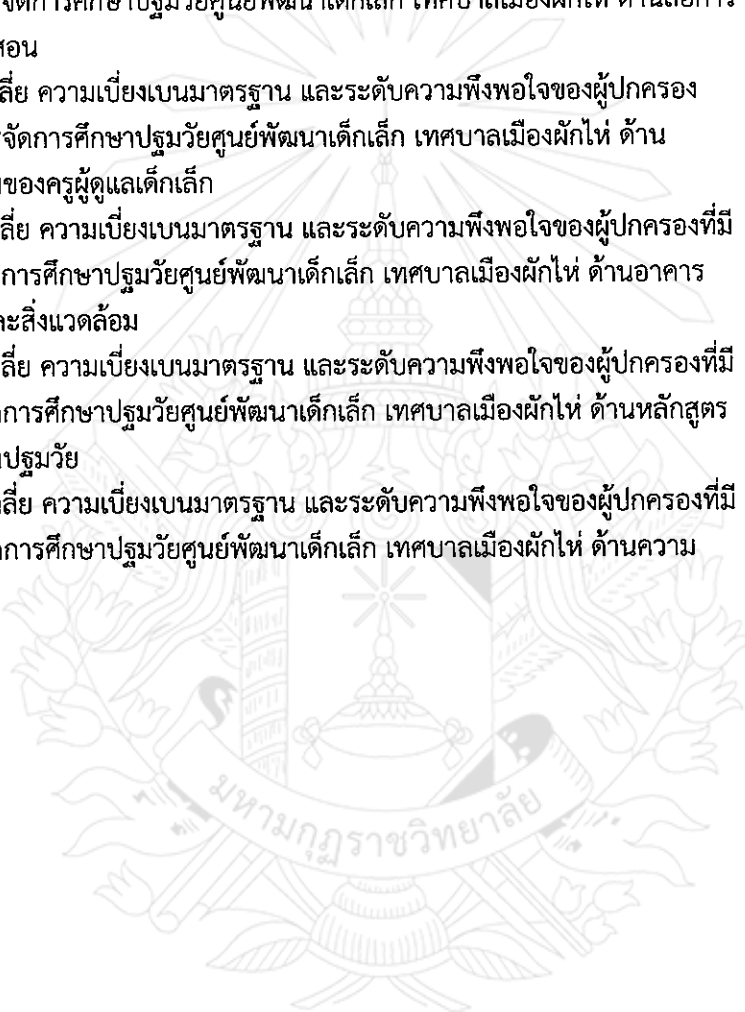 จัดการศึกษาปฐมวัยศูนย์พัฒนาเด็กเล็ก เทศบาลเมืองผักไห่ ด้านสื่อการ
สอน
ลี่ย ความเบี่ยงเบนมาตรฐาน และระดับความพึงพอใจของผู้ปกครอง
จัดการศึกษาปฐมวัยศูนย์พัฒนาเด็กเล็ก เทศบาลเมืองผักไห่ ด้าน
ของครูผู้ดูแลเด็กเล็ก
ลี่ย ความเบี่ยงเบนมาตรฐาน และระดับความพึงพอใจของผู้ปกครองที่มี
การศึกษาปฐมวัยศูนย์พัฒนาเด็กเล็ก เทศบาลเมืองผักไห่ ด้านอาคาร
ละสิ่งแวดล้อม
ลี่ย ความเบี่ยงเบนมาตรฐาน และระดับความพึงพอใจของผู้ปกครองที่มี
การศึกษาปฐมวัยศูนย์พัฒนาเด็กเล็ก เทศบาลเมืองผักไห่ ด้านหลักสูตร
ปฐมวัย
ลี่ย ความเบี่ยงเบนมาตรฐาน และระดับความพึงพอใจของผู้ปกครองที่มี
การศึกษาปฐมวัยศูนย์พัฒนาเด็กเล็ก เทศบาลเมืองผักไห่ ด้านความ
มหามกุฏราชวิทยาลัย